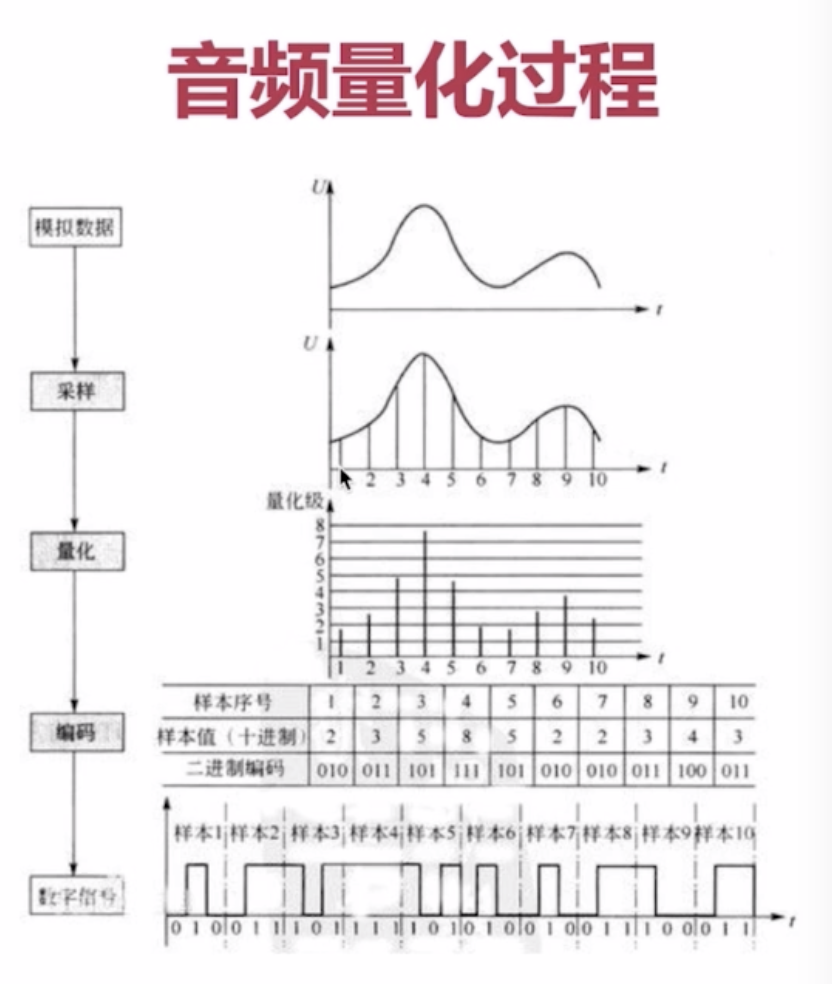 音频量化过程
U
模拟数据
t
U
采样
t
2 3 4 5 6 7 8 9 10
量化级
8
7
6
量化
5
4
3
2
1
t
1 2 3 4 5 6 7 8 9 10
样本序号 1 2 3 4 5 6 7 8 9 10
编码
样本值（十进制） 2 3 5 8 5 2 2 3 4 3
二进制编码 010 011 101 111 101 010 010 011 100 011
样本1 样本2 样本3 样本4 样本5 样本6 样本7 样本8 样本9 样本10
数字信号
t
0 1 0 0 1 1 1 0 1 1 1 1 1 0 1 0 1 0 0 1 0 0 1 1 1 0 0 0 1 1